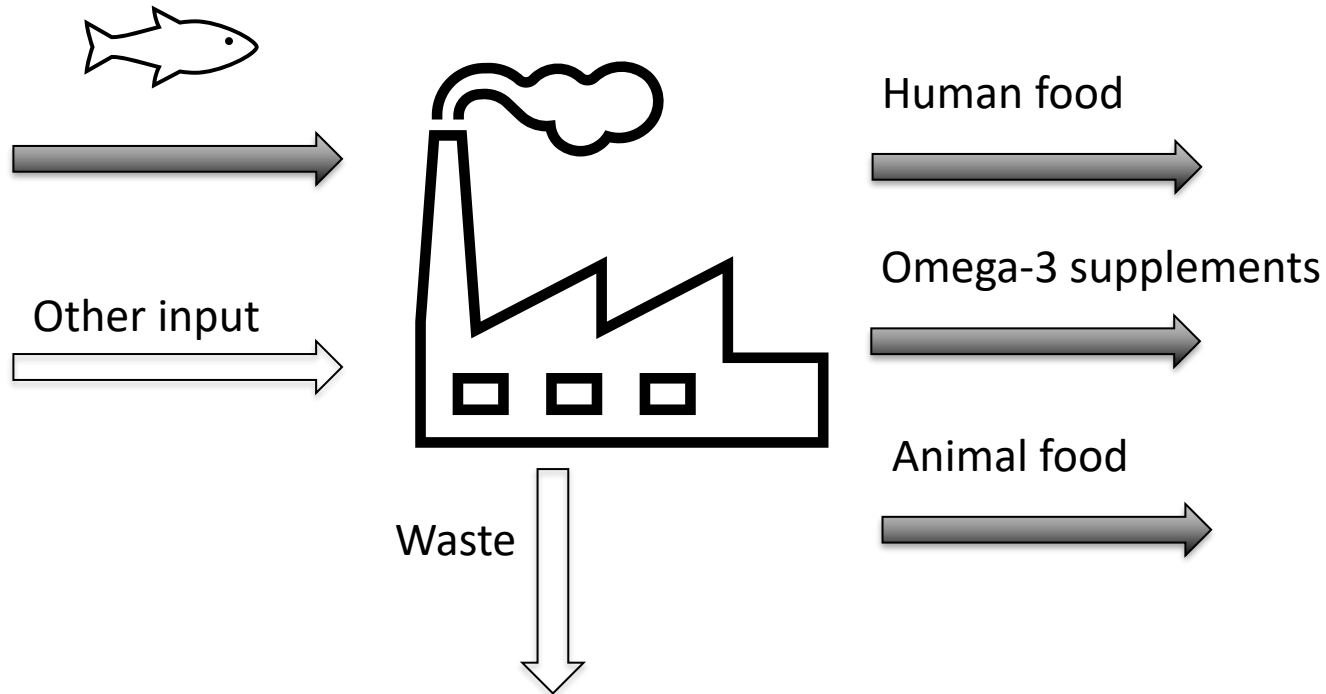 Human food
Omega-3 supplements
Other input
Animal food
Waste